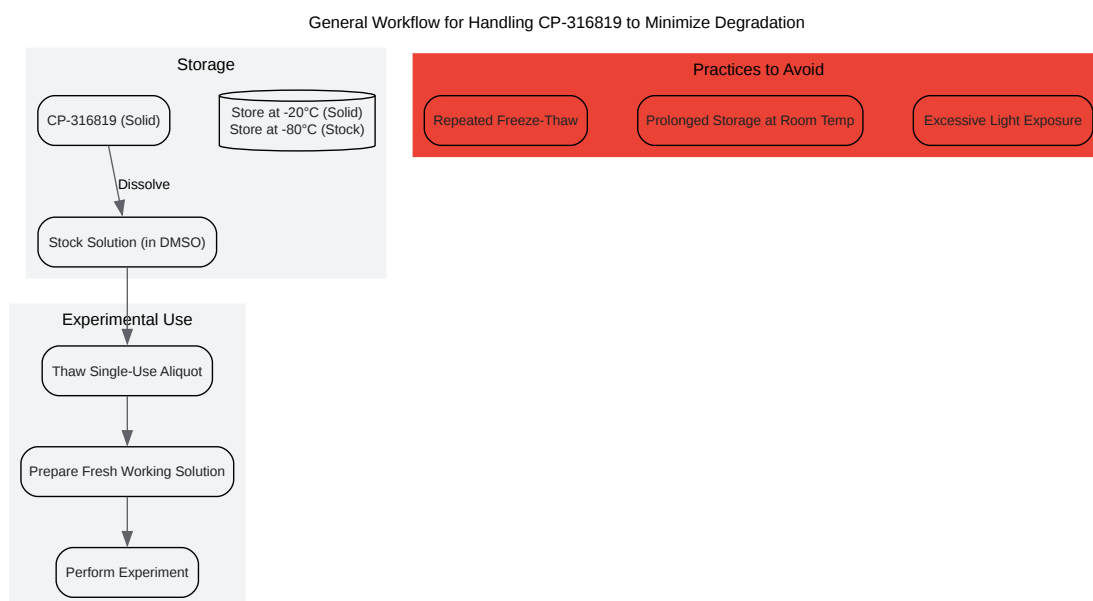 General Workflow for Handling CP-316819 to Minimize Degradation
Storage
CP-316819 (Solid)
Store at -20°C (Solid)
Store at -80°C (Stock)
Dissolve
Stock Solution (in DMSO)
Practices to Avoid
Repeated Freeze-Thaw
Prolonged Storage at Room Temp
Excessive Light Exposure
Experimental Use
Thaw Single-Use Aliquot
Prepare Fresh Working Solution
Perform Experiment